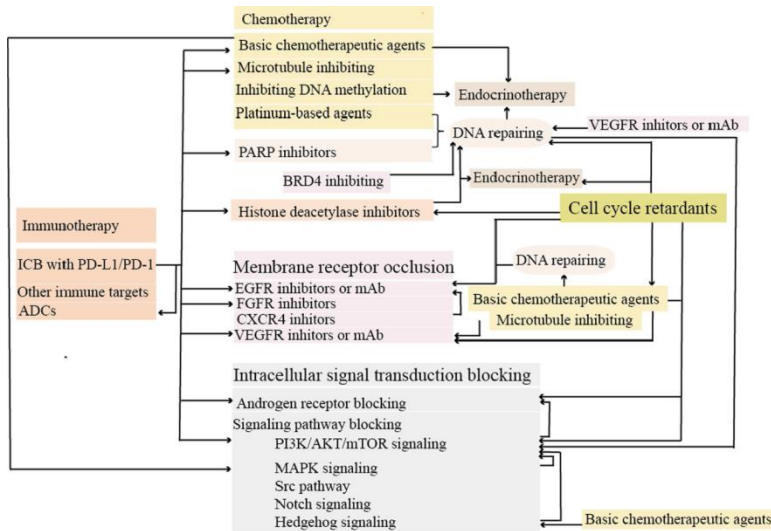 Chemotherapy
Basic chemotherapeutic agents
Microtubule inhibiting
Inhibiting DNA methylation
Endocrinotherapy
Platinum-based agents
DNA repairing
VEGFR inhitors or mAb
PARP inhibitors
BRD4 inhibiting
Endocrinotherapy
Histone deacetylase inhibitors
Cell cycle retardants
Immunotherapy
ICB with PD-L1/PD-1
Other immune targets
ADCs
Membrane receptor occlusion
DNA repairing
EGFR inhibitors or mAb
FGFR inhibitors
CXCR4 inhitors
VEGFR inhitors or mAb
Basic chemotherapeutic agents
Microtubule inhibiting
Intracellular signal transduction blocking
Androgen receptor blocking
Signaling pathway blocking
PI3K/AKT/mTOR signaling
MAPK signaling
Src pathway
Notch signaling
Hedgehog signaling
Basic chemotherapeutic agents